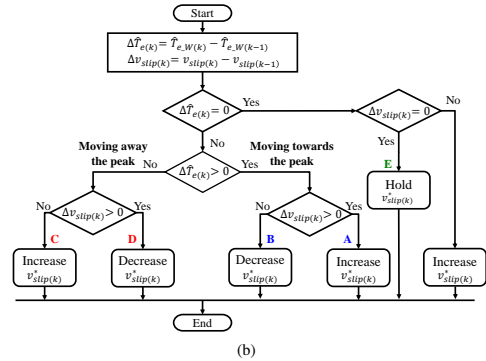 Start
ΔT̂e(k) = T̂e_W(k) − T̂e_W(k−1)
Δvslip(k) = vslip(k) − vslip(k−1)
ΔT̂e(k) = 0
Yes
Δvslip(k) = 0
No
No
Yes
Moving away
the peak
Moving towards
the peak
E
No
ΔT̂e(k) > 0
Yes
Hold
v*slip(k)
No
Δvslip(k) > 0
Yes
No
Δvslip(k) > 0
Yes
C
D
B
A
Increase
v*slip(k)
Decrease
v*slip(k)
Decrease
v*slip(k)
Increase
v*slip(k)
Increase
v*slip(k)
End
(b)